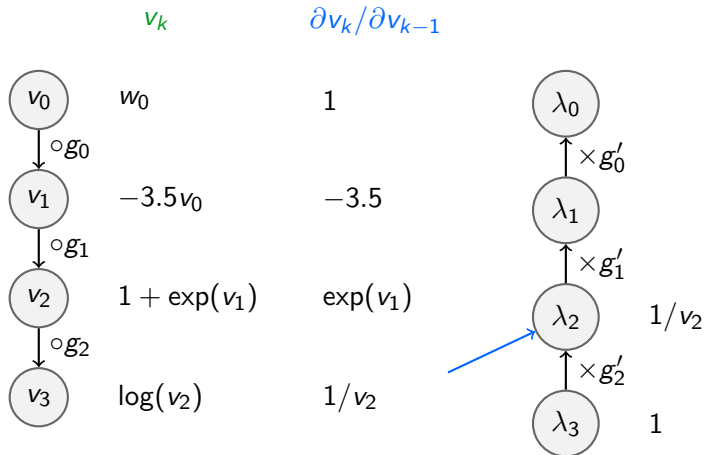 v_k ∂v_k/∂v_{k−1}
v_0 w_0 1 λ_0
∘g_0 ×g′_0
v_1 −3.5v_0 −3.5 λ_1
∘g_1 ×g′_1
v_2 1 + exp(v_1) exp(v_1) λ_2 1/v_2
∘g_2 ×g′_2
v_3 log(v_2) 1/v_2 λ_3 1